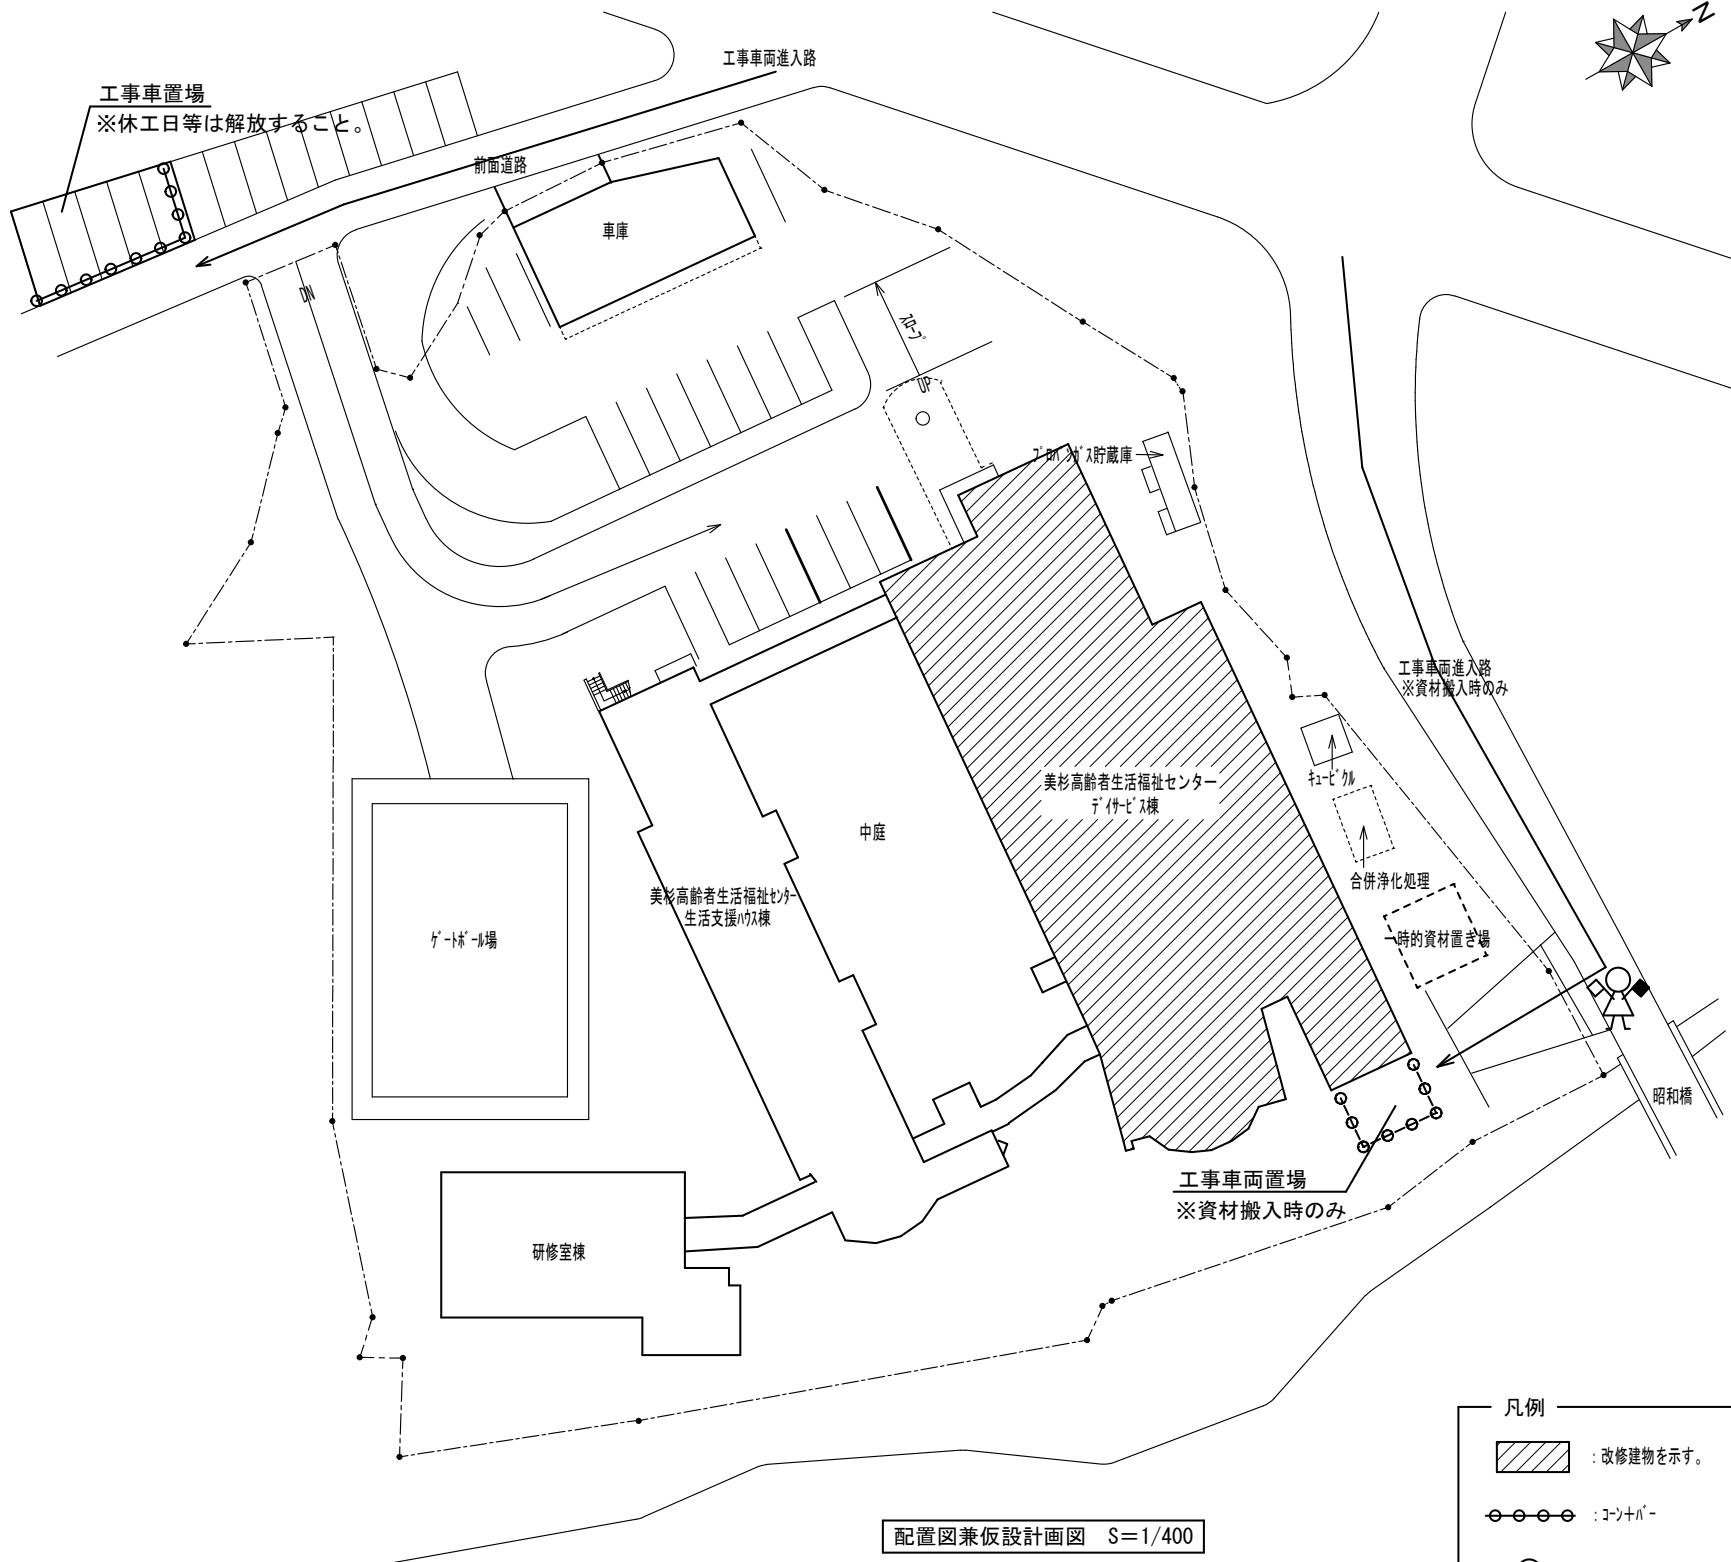 N
工事車両進入路
工事車置場
※休工日等は解放すること。
前面道路
車庫
DN
スロープ
UP
プロパンガス貯蔵庫
工事車両進入路
※資材搬入時のみ
キュービクル
美杉高齢者生活福祉センター
デイサービス棟
中庭
合併浄化処理
美杉高齢者生活福祉センター
生活支援ハウス棟
ゲートボール場
一時的資材置き場
昭和橋
工事車両置場
※資材搬入時のみ
研修室棟
凡例
：改修建物を示す。
：コーン＋バー
配置図兼仮設計画図　S＝1/400